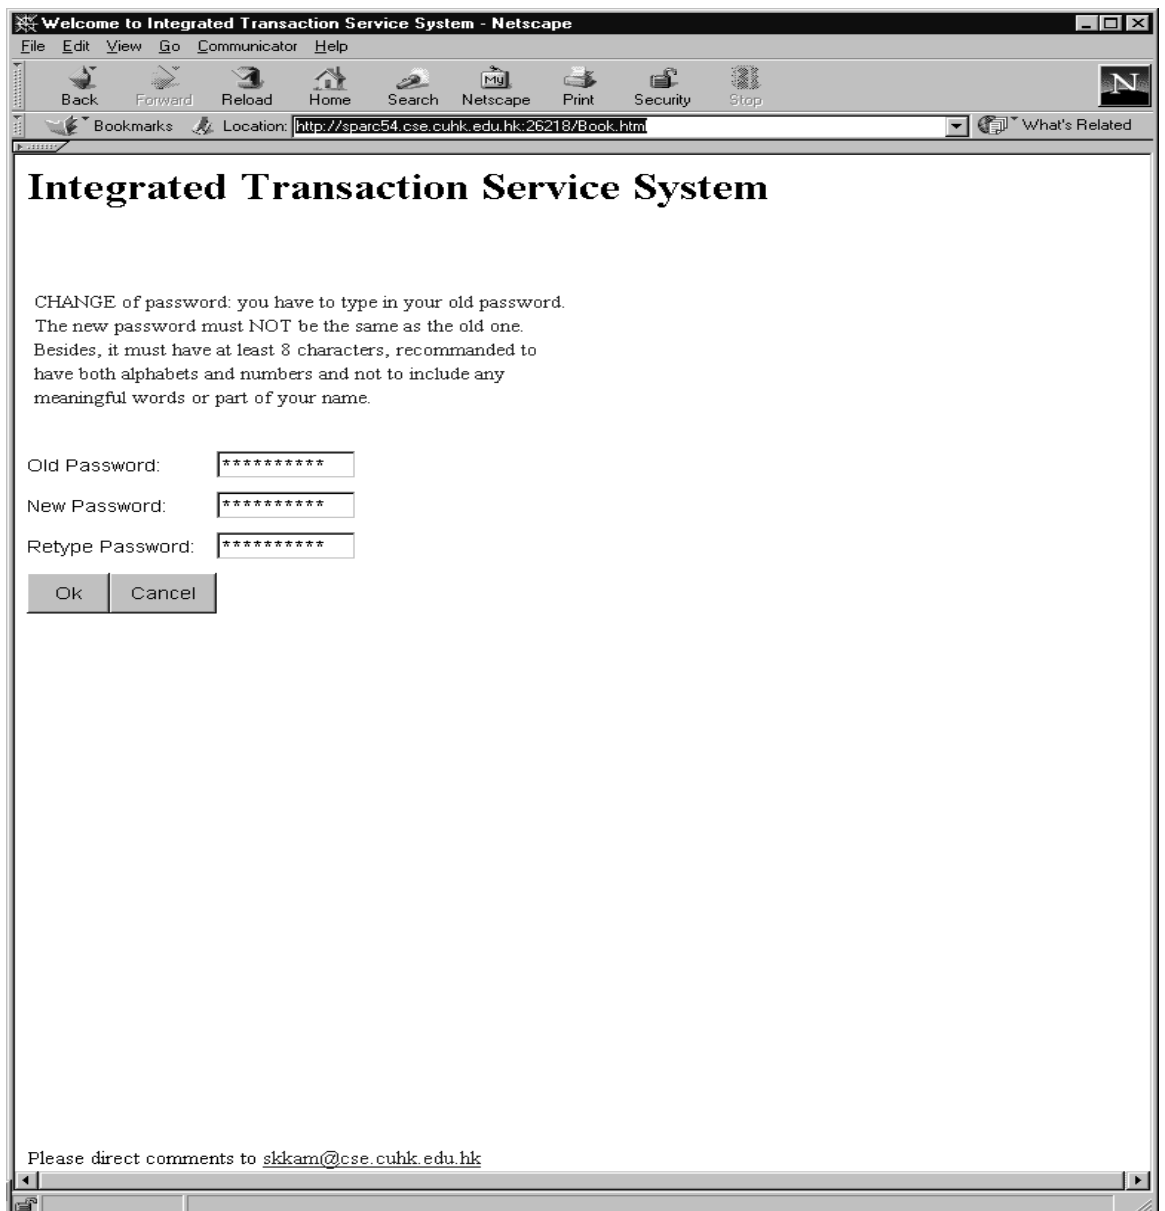 Welcome to Integrated Transaction Service System - Netscape
File Edit View Go Communicator Help
Back Forward Reload Home Search Netscape Print Security Stop
My
N
Bookmarks Location: http://sparc54.cse.cuhk.edu.hk:26218/Book.html What's Related
Integrated Transaction Service System
CHANGE of password: you have to type in your old password.
The new password must NOT be the same as the old one.
Besides, it must have at least 8 characters, recommanded to
have both alphabets and numbers and not to include any
meaningful words or part of your name.
Old Password: **********
New Password: **********
Retype Password: **********
Ok Cancel
Please direct comments to skkam@cse.cuhk.edu.hk